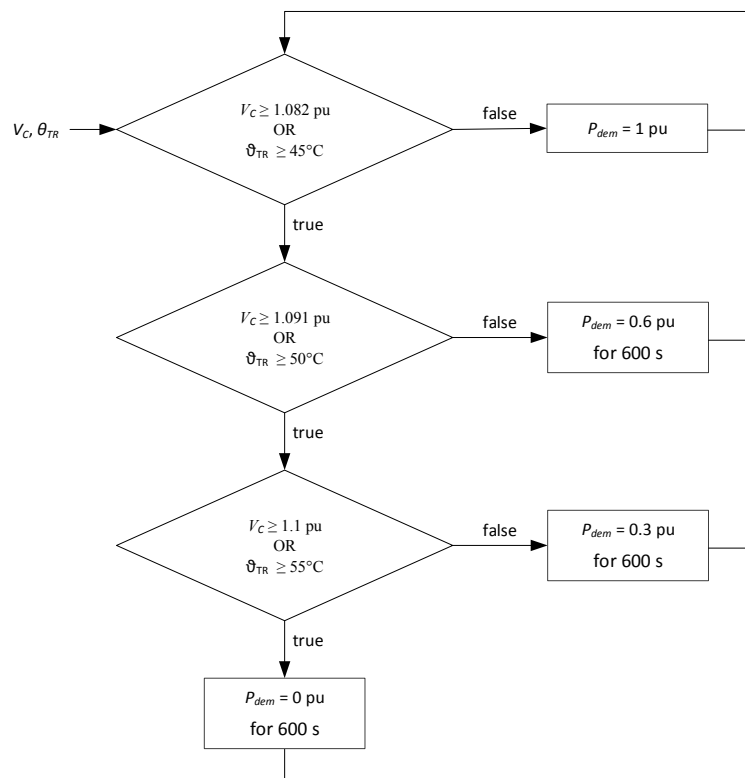 V_C ≥ 1.082 pu
OR
ϑ_TR ≥ 45°C
V_C, θ_TR
false
P_dem = 1 pu
true
V_C ≥ 1.091 pu
OR
ϑ_TR ≥ 50°C
false
P_dem = 0.6 pu
for 600 s
true
V_C ≥ 1.1 pu
OR
ϑ_TR ≥ 55°C
false
P_dem = 0.3 pu
for 600 s
true
P_dem = 0 pu
for 600 s